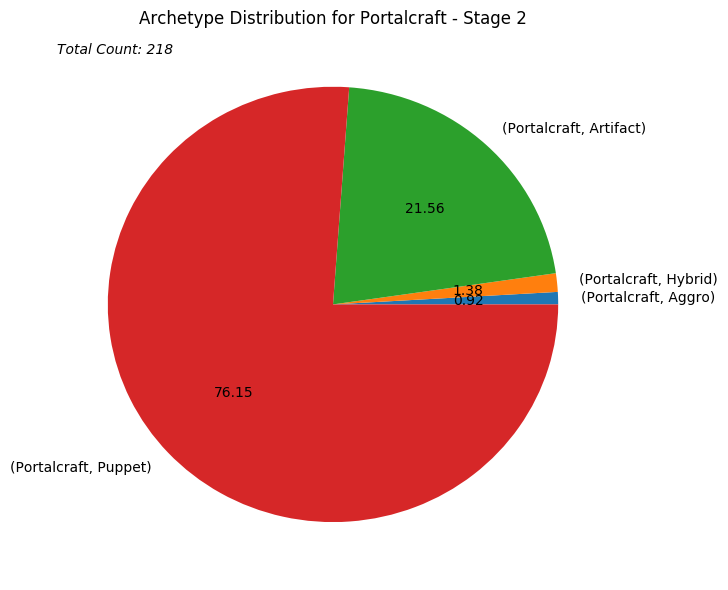 Archetype Distribution for Portalcraft - Stage 2
Total Count: 218
(Portalcraft, Artifact)
21.56
(Portalcraft, Hybrid)
1.38
(Portalcraft, Aggro)
0.92
76.15
(Portalcraft, Puppet)